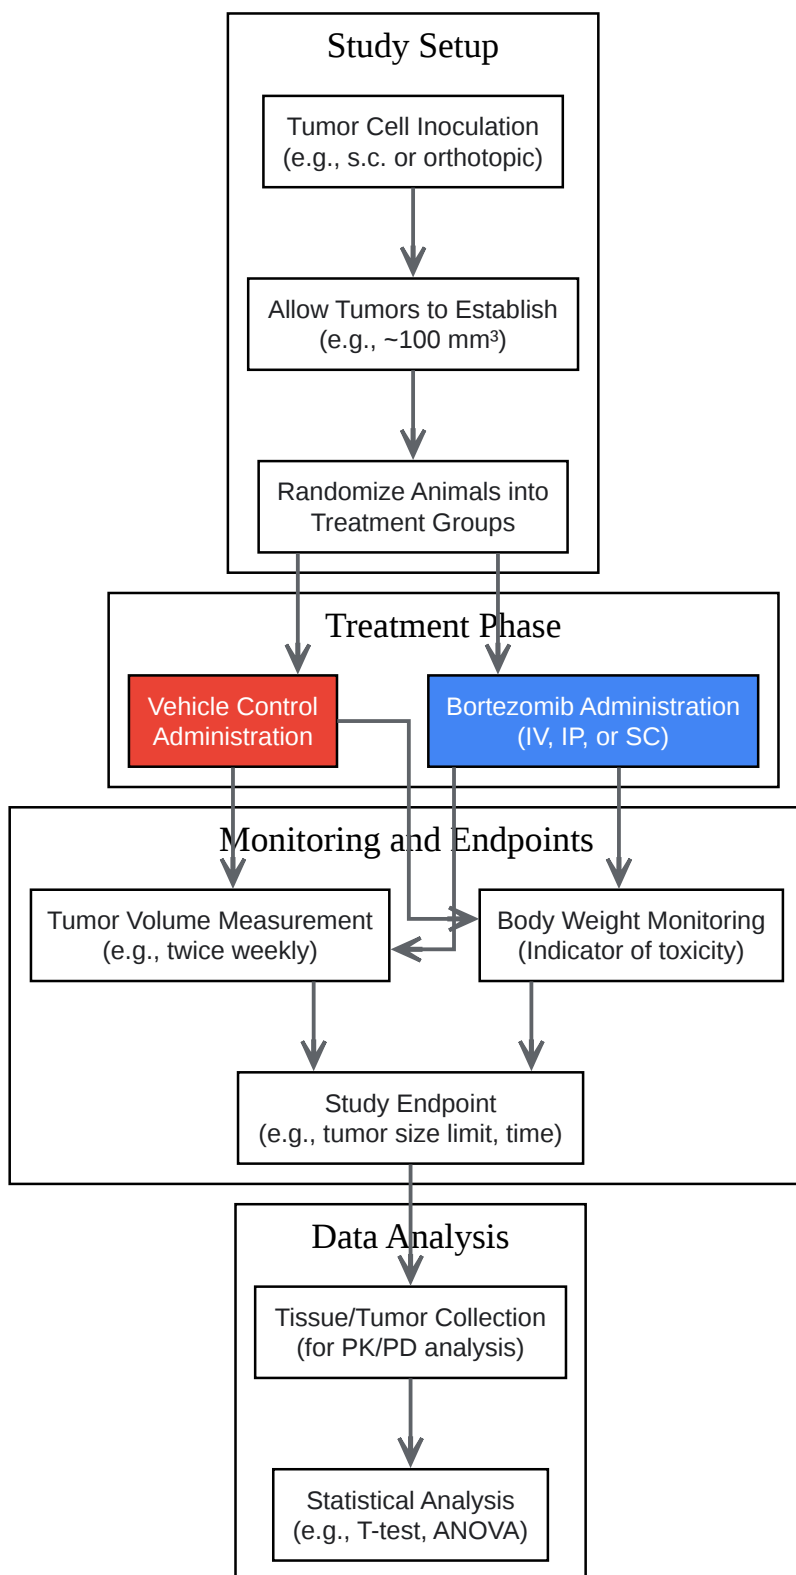 Study Setup
Tumor Cell Inoculation
(e.g., s.c. or orthotopic)
Allow Tumors to Establish
(e.g., ~100 mm³)
Randomize Animals into
Treatment Groups
Treatment Phase
Vehicle Control
Administration
Bortezomib Administration
(IV, IP, or SC)
Monitoring and Endpoints
Tumor Volume Measurement
(e.g., twice weekly)
Body Weight Monitoring
(Indicator of toxicity)
Study Endpoint
(e.g., tumor size limit, time)
Data Analysis
Tissue/Tumor Collection
(for PK/PD analysis)
Statistical Analysis
(e.g., T-test, ANOVA)